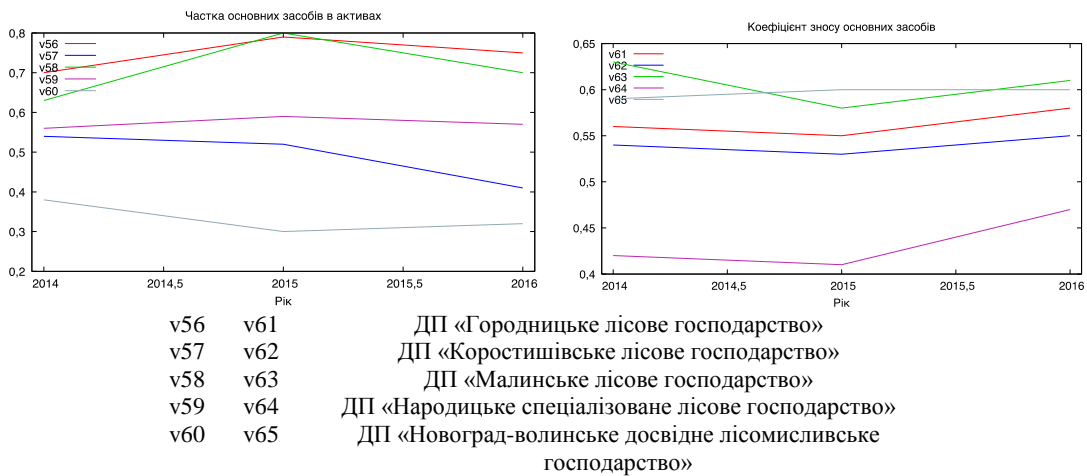 Частка основних засобів в активах
0,8
0,7
0,6
0,5
0,4
0,3
0,2
v56
v57
v58
v59
v60
2014 2014,5 2015 2015,5 2016
Рік
Коефіцієнт зносу основних засобів
0,65
0,6
0,55
0,5
0,45
0,4
v61
v62
v63
v64
v65
2014 2014,5 2015 2015,5 2016
Рік
v56 v61 ДП «Городницьке лісове господарство»
v57 v62 ДП «Коростишівське лісове господарство»
v58 v63 ДП «Малинське лісове господарство»
v59 v64 ДП «Народицьке спеціалізоване лісове господарство»
v60 v65 ДП «Новоград-волинське досвідне лісомисливське
господарство»